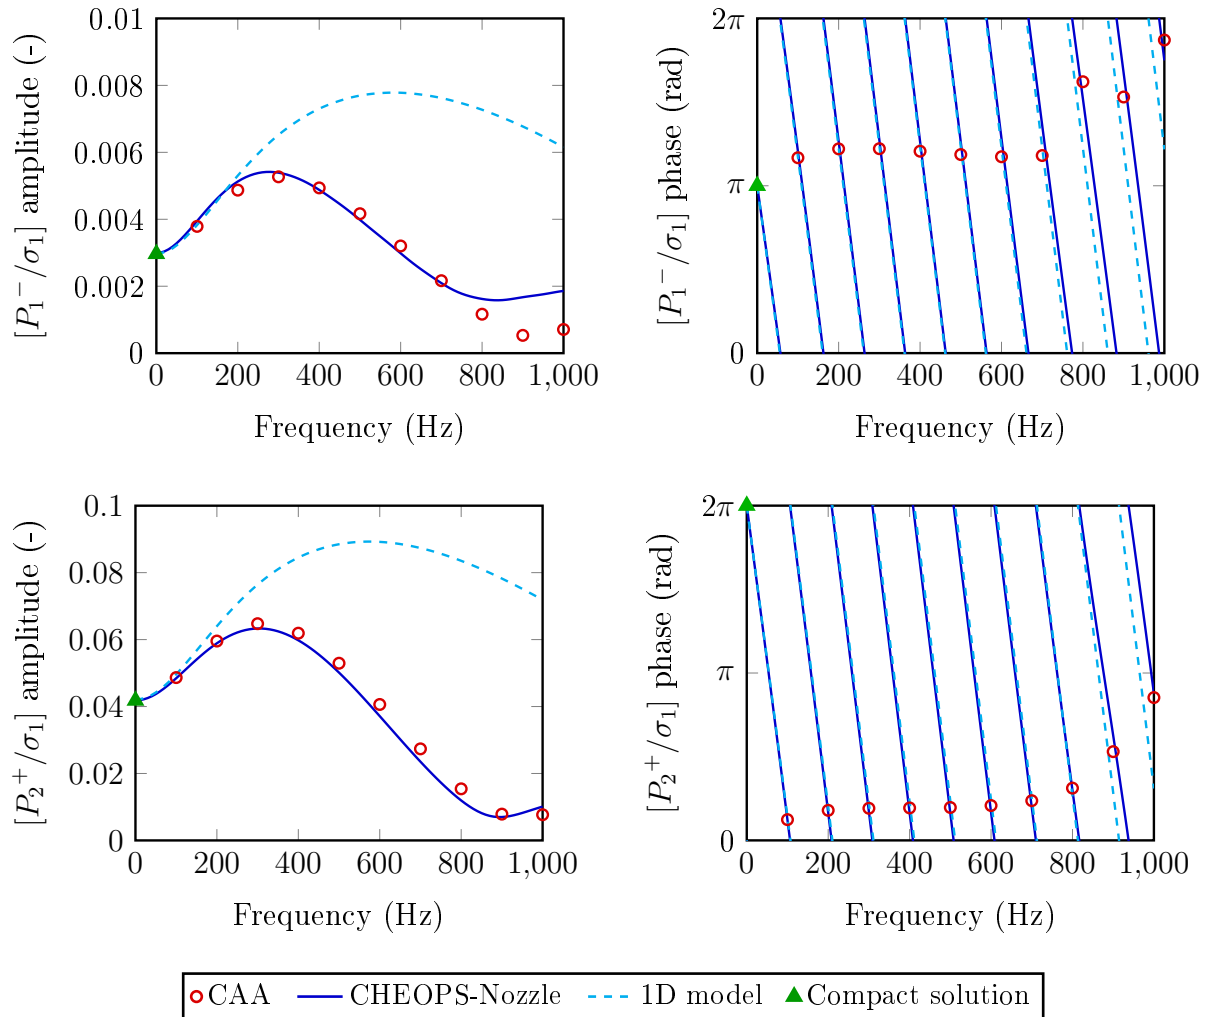 0.01
0.008
0.006
0.004
0.002
0
0 200 400 600 800 1,000
Frequency (Hz)
[P₁⁻/σ₁] amplitude (-)
2π
π
0
0 200 400 600 800 1,000
Frequency (Hz)
[P₁⁻/σ₁] phase (rad)
0.1
0.08
0.06
0.04
0.02
0
0 200 400 600 800 1,000
Frequency (Hz)
[P₂⁺/σ₁] amplitude (-)
2π
π
0
0 200 400 600 800 1,000
Frequency (Hz)
[P₂⁺/σ₁] phase (rad)
CAA CHEOPS-Nozzle 1D model Compact solution